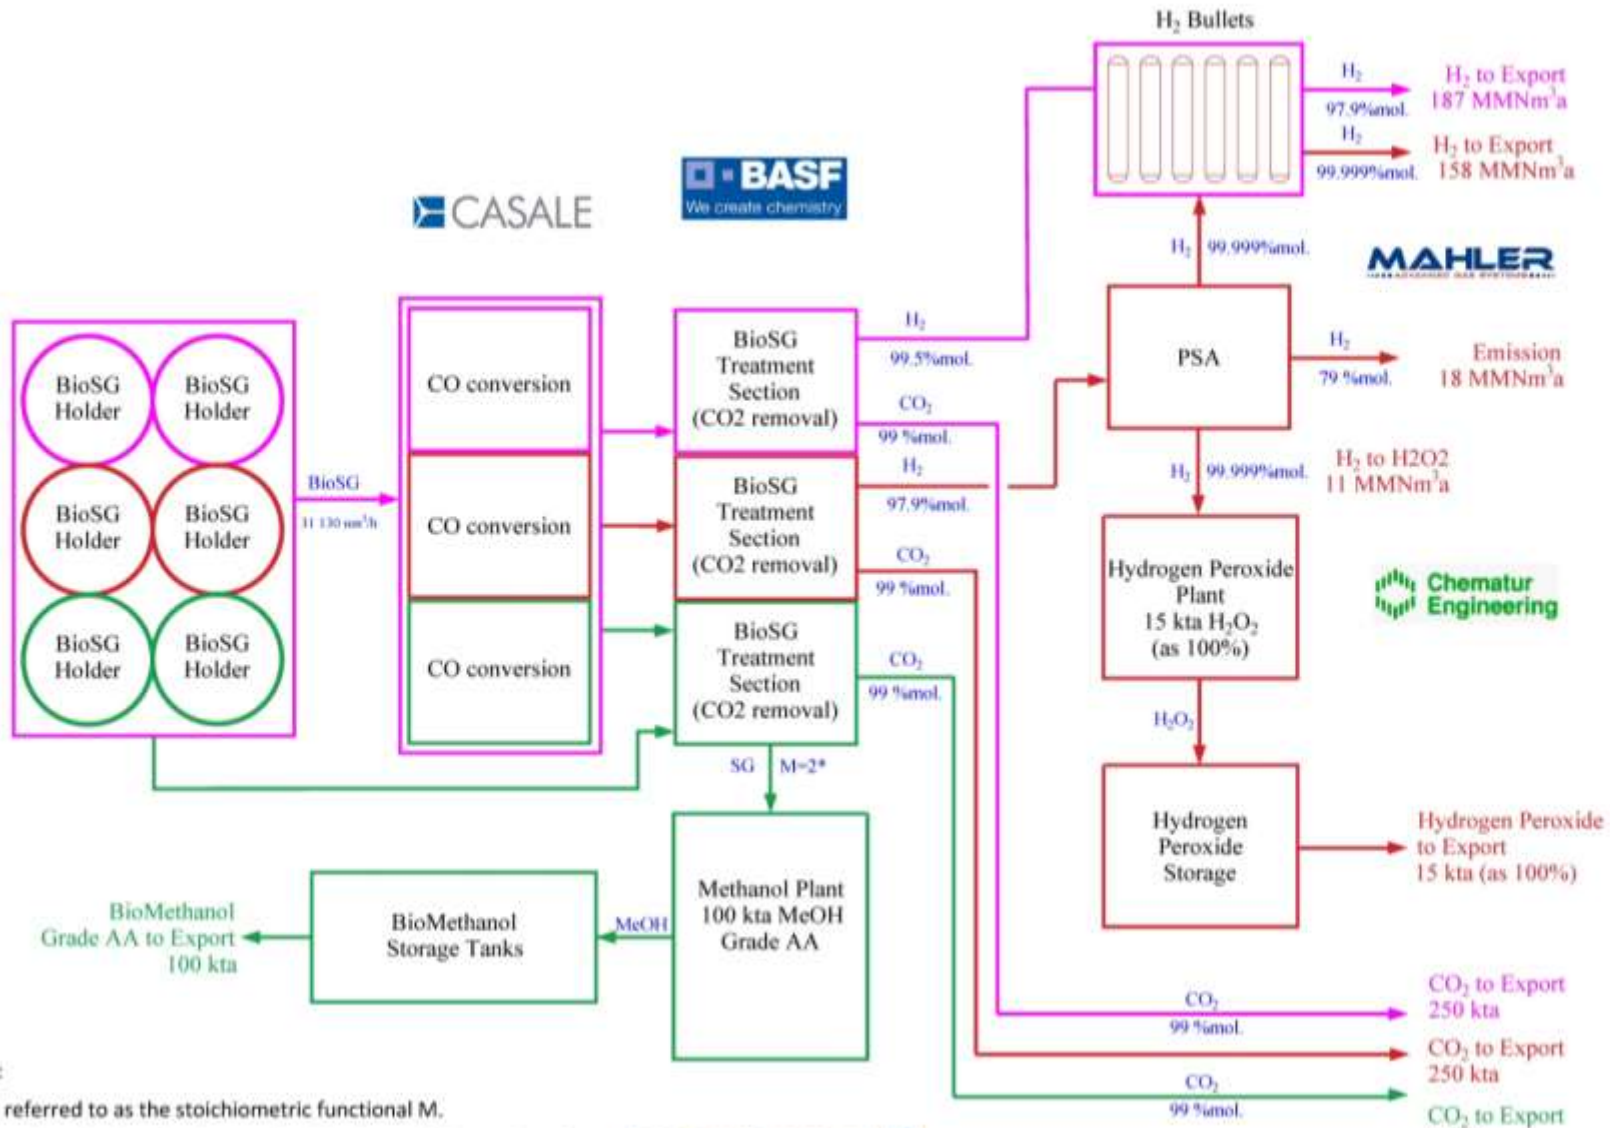 H₂ Bullets
H₂
97.9%mol.
H₂ to Export
187 MMNm³a
H₂
99.999%mol.
H₂ to Export
158 MMNm³a
CASALE
BASF
We create chemistry
H₂ 99.999%mol.
MAHLER
BioSG
Holder
BioSG
Holder
BioSG
Holder
BioSG
Holder
BioSG
Holder
BioSG
Holder
BioSG
CO conversion
CO conversion
CO conversion
BioSG
Treatment
Section
(CO2 removal)
BioSG
Treatment
Section
(CO2 removal)
BioSG
Treatment
Section
(CO2 removal)
H₂
99.5%mol.
CO₂
99 %mol.
H₂
97.9%mol.
CO₂
99 %mol.
CO₂
99 %mol.
PSA
H₂
79 %mol.
Emission
18 MMNm³a
H₂ 99.999%mol.
H₂ to H2O2
11 MMNm³a
Hydrogen Peroxide
Plant
15 kta H₂O₂
(as 100%)
Chematur
Engineering
H₂O₂
Hydrogen
Peroxide
Storage
Hydrogen Peroxide
to Export
15 kta (as 100%)
SG M=2*
Methanol Plant
100 kta MeOH
Grade AA
MeOH
BioMethanol
Storage Tanks
BioMethanol
Grade AA to Export
100 kta
CO₂
99 %mol.
CO₂ to Export
250 kta
CO₂ to Export
250 kta
CO₂
99 %mol.
CO₂ to Export
referred to as the stoichiometric functional M.